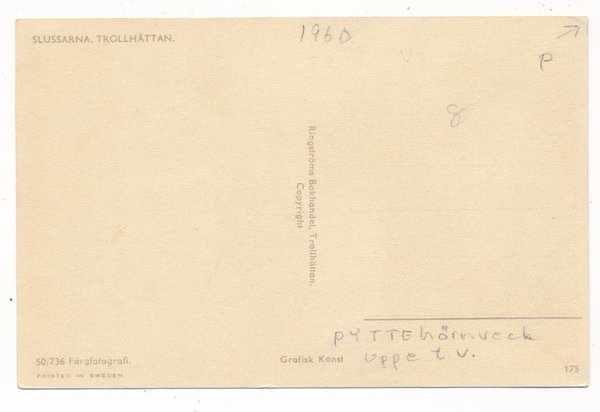 SLUSSARNA. TROLLHÄTTAN.
1960
P
8
Ringströms Bokhandel, Trollhättan.
Copyright
PYTTEhörnveck
uppe t.v.
50/736 Färgfotografi.
Grafisk Konst
175
PRINTED IN SWEDEN